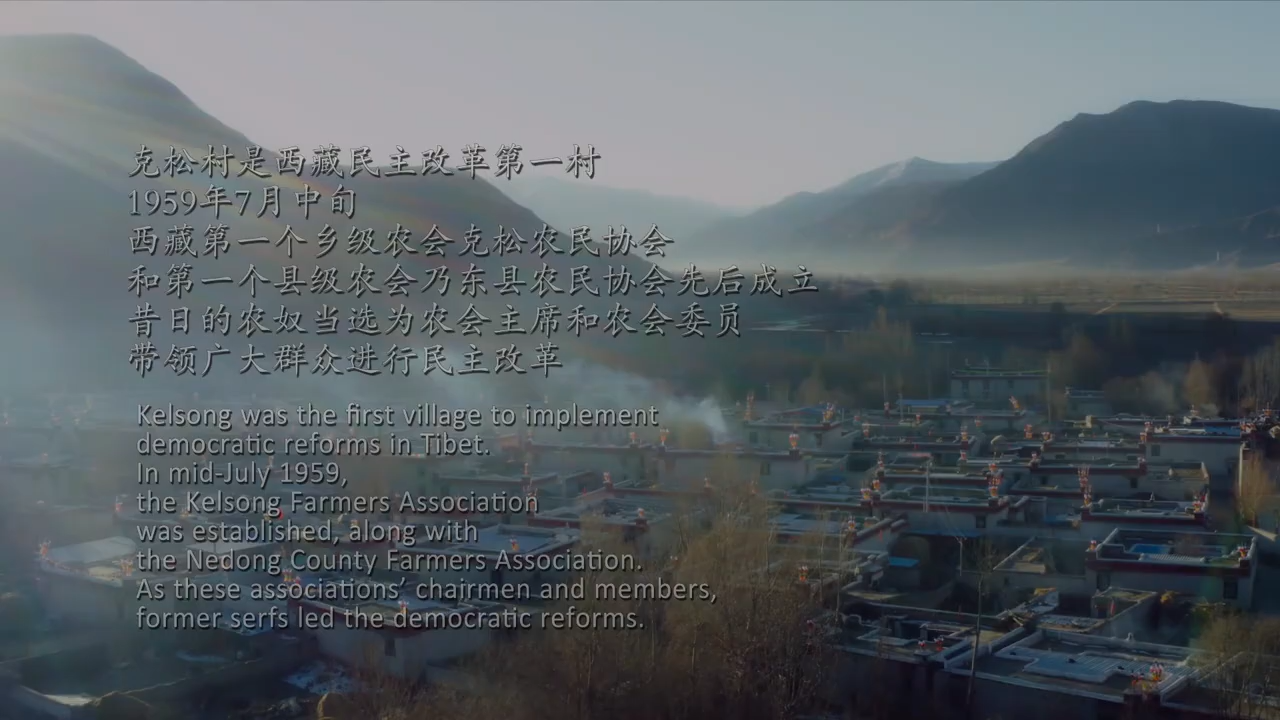 克松村是西藏民主改革第一村
1959年7月中旬
西藏第一个乡级农会克松农民协会
和第一个县级农会乃东县农民协会先后成立
昔日的农奴当选为农会主席和农会委员
带领广大群众进行民主改革
Kelsong was the first village to implement
democratic reforms in Tibet.
In mid-July 1959,
the Kelsong Farmers Association
was established, along with
the Nedong County Farmers Association.
As these associations’ chairmen and members,
former serfs led the democratic reforms.